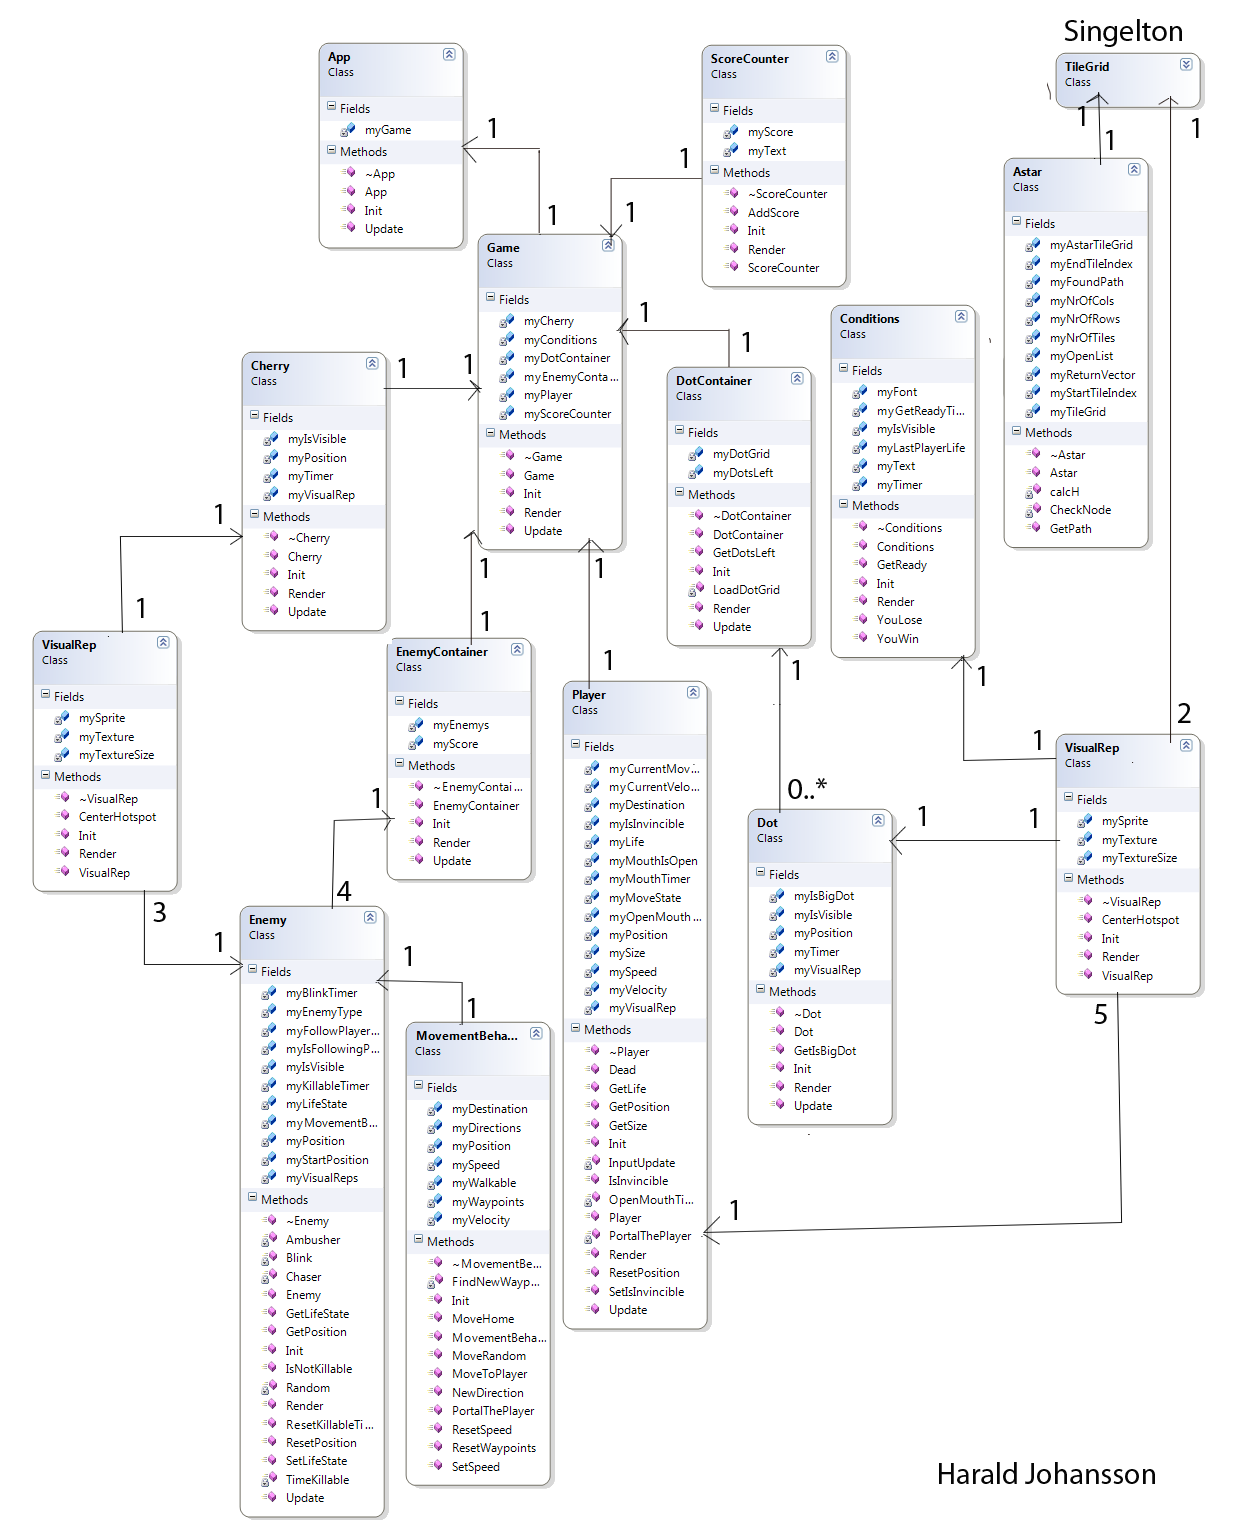 Singelton
TileGrid
Class
1
1
1
App
Class
Fields
myGame
Methods
~App
App
Init
Update
1
1
ScoreCounter
Class
Fields
myScore
myText
Methods
~ScoreCounter
AddScore
Init
Render
ScoreCounter
1
1
Astar
Class
Fields
myAstarTileGrid
myEndTileIndex
myFoundPath
myNrOfCols
myNrOfRows
myNrOfTiles
myOpenList
myReturnVector
myStartTileIndex
myTileGrid
Methods
~Astar
Astar
calcH
CheckNode
GetPath
Game
Class
Fields
myCherry
myConditions
myDotContainer
myEnemyConta...
myPlayer
myScoreCounter
Methods
~Game
Game
Init
Render
Update
1
1
Conditions
Class
Fields
myFont
myGetReadyTi...
myIsVisible
myLastPlayerLife
myText
myTimer
Methods
~Conditions
Conditions
GetReady
Init
Render
YouLose
YouWin
Cherry
Class
Fields
myIsVisible
myPosition
myTimer
myVisualRep
Methods
~Cherry
Cherry
Init
Render
Update
1
1
DotContainer
Class
Fields
myDotGrid
myDotsLeft
Methods
~DotContainer
DotContainer
GetDotsLeft
Init
LoadDotGrid
Render
Update
1
1
1
1
1
1
VisualRep
Class
Fields
mySprite
myTexture
myTextureSize
Methods
~VisualRep
CenterHotspot
Init
Render
VisualRep
EnemyContainer
Class
Fields
myEnemys
myScore
Methods
~EnemyContai...
EnemyContainer
Init
Render
Update
Player
Class
Fields
myCurrentMov...
myCurrentVelo...
myDestination
myIsInvincible
myLife
myMouthIsOpen
myMouthTimer
myMoveState
myOpenMouth...
myPosition
mySize
mySpeed
myVelocity
myVisualRep
Methods
~Player
Dead
GetLife
GetPosition
GetSize
Init
InputUpdate
IsInvincible
OpenMouthTi...
Player
PortalThePlayer
Render
ResetPosition
SetIsInvincible
Update
1
1
2
1
VisualRep
Class
Fields
mySprite
myTexture
myTextureSize
Methods
~VisualRep
CenterHotspot
Init
Render
VisualRep
0..*
1
1
Dot
Class
Fields
myIsBigDot
myIsVisible
myPosition
myTimer
myVisualRep
Methods
~Dot
Dot
GetIsBigDot
Init
Render
Update
1
4
3
1
5
1
Enemy
Class
Fields
myBlinkTimer
myEnemyType
myFollowPlayer...
myIsFollowingP...
myIsVisible
myKillableTimer
myLifeState
myMovementB...
myPosition
myStartPosition
myVisualReps
Methods
~Enemy
Ambusher
Blink
Chaser
Enemy
GetLifeState
GetPosition
Init
IsNotKillable
Random
Render
ResetKillableTi...
ResetPosition
SetLifeState
TimeKillable
Update
1
1
MovementBeha...
Class
Fields
myDestination
myDirections
myPosition
mySpeed
myWalkable
myWaypoints
myVelocity
Methods
~MovementBe...
FindNewWayp...
Init
MoveHome
MovementBeha...
MoveRandom
MoveToPlayer
NewDirection
PortalThePlayer
ResetSpeed
ResetWaypoints
SetSpeed
Harald Johansson